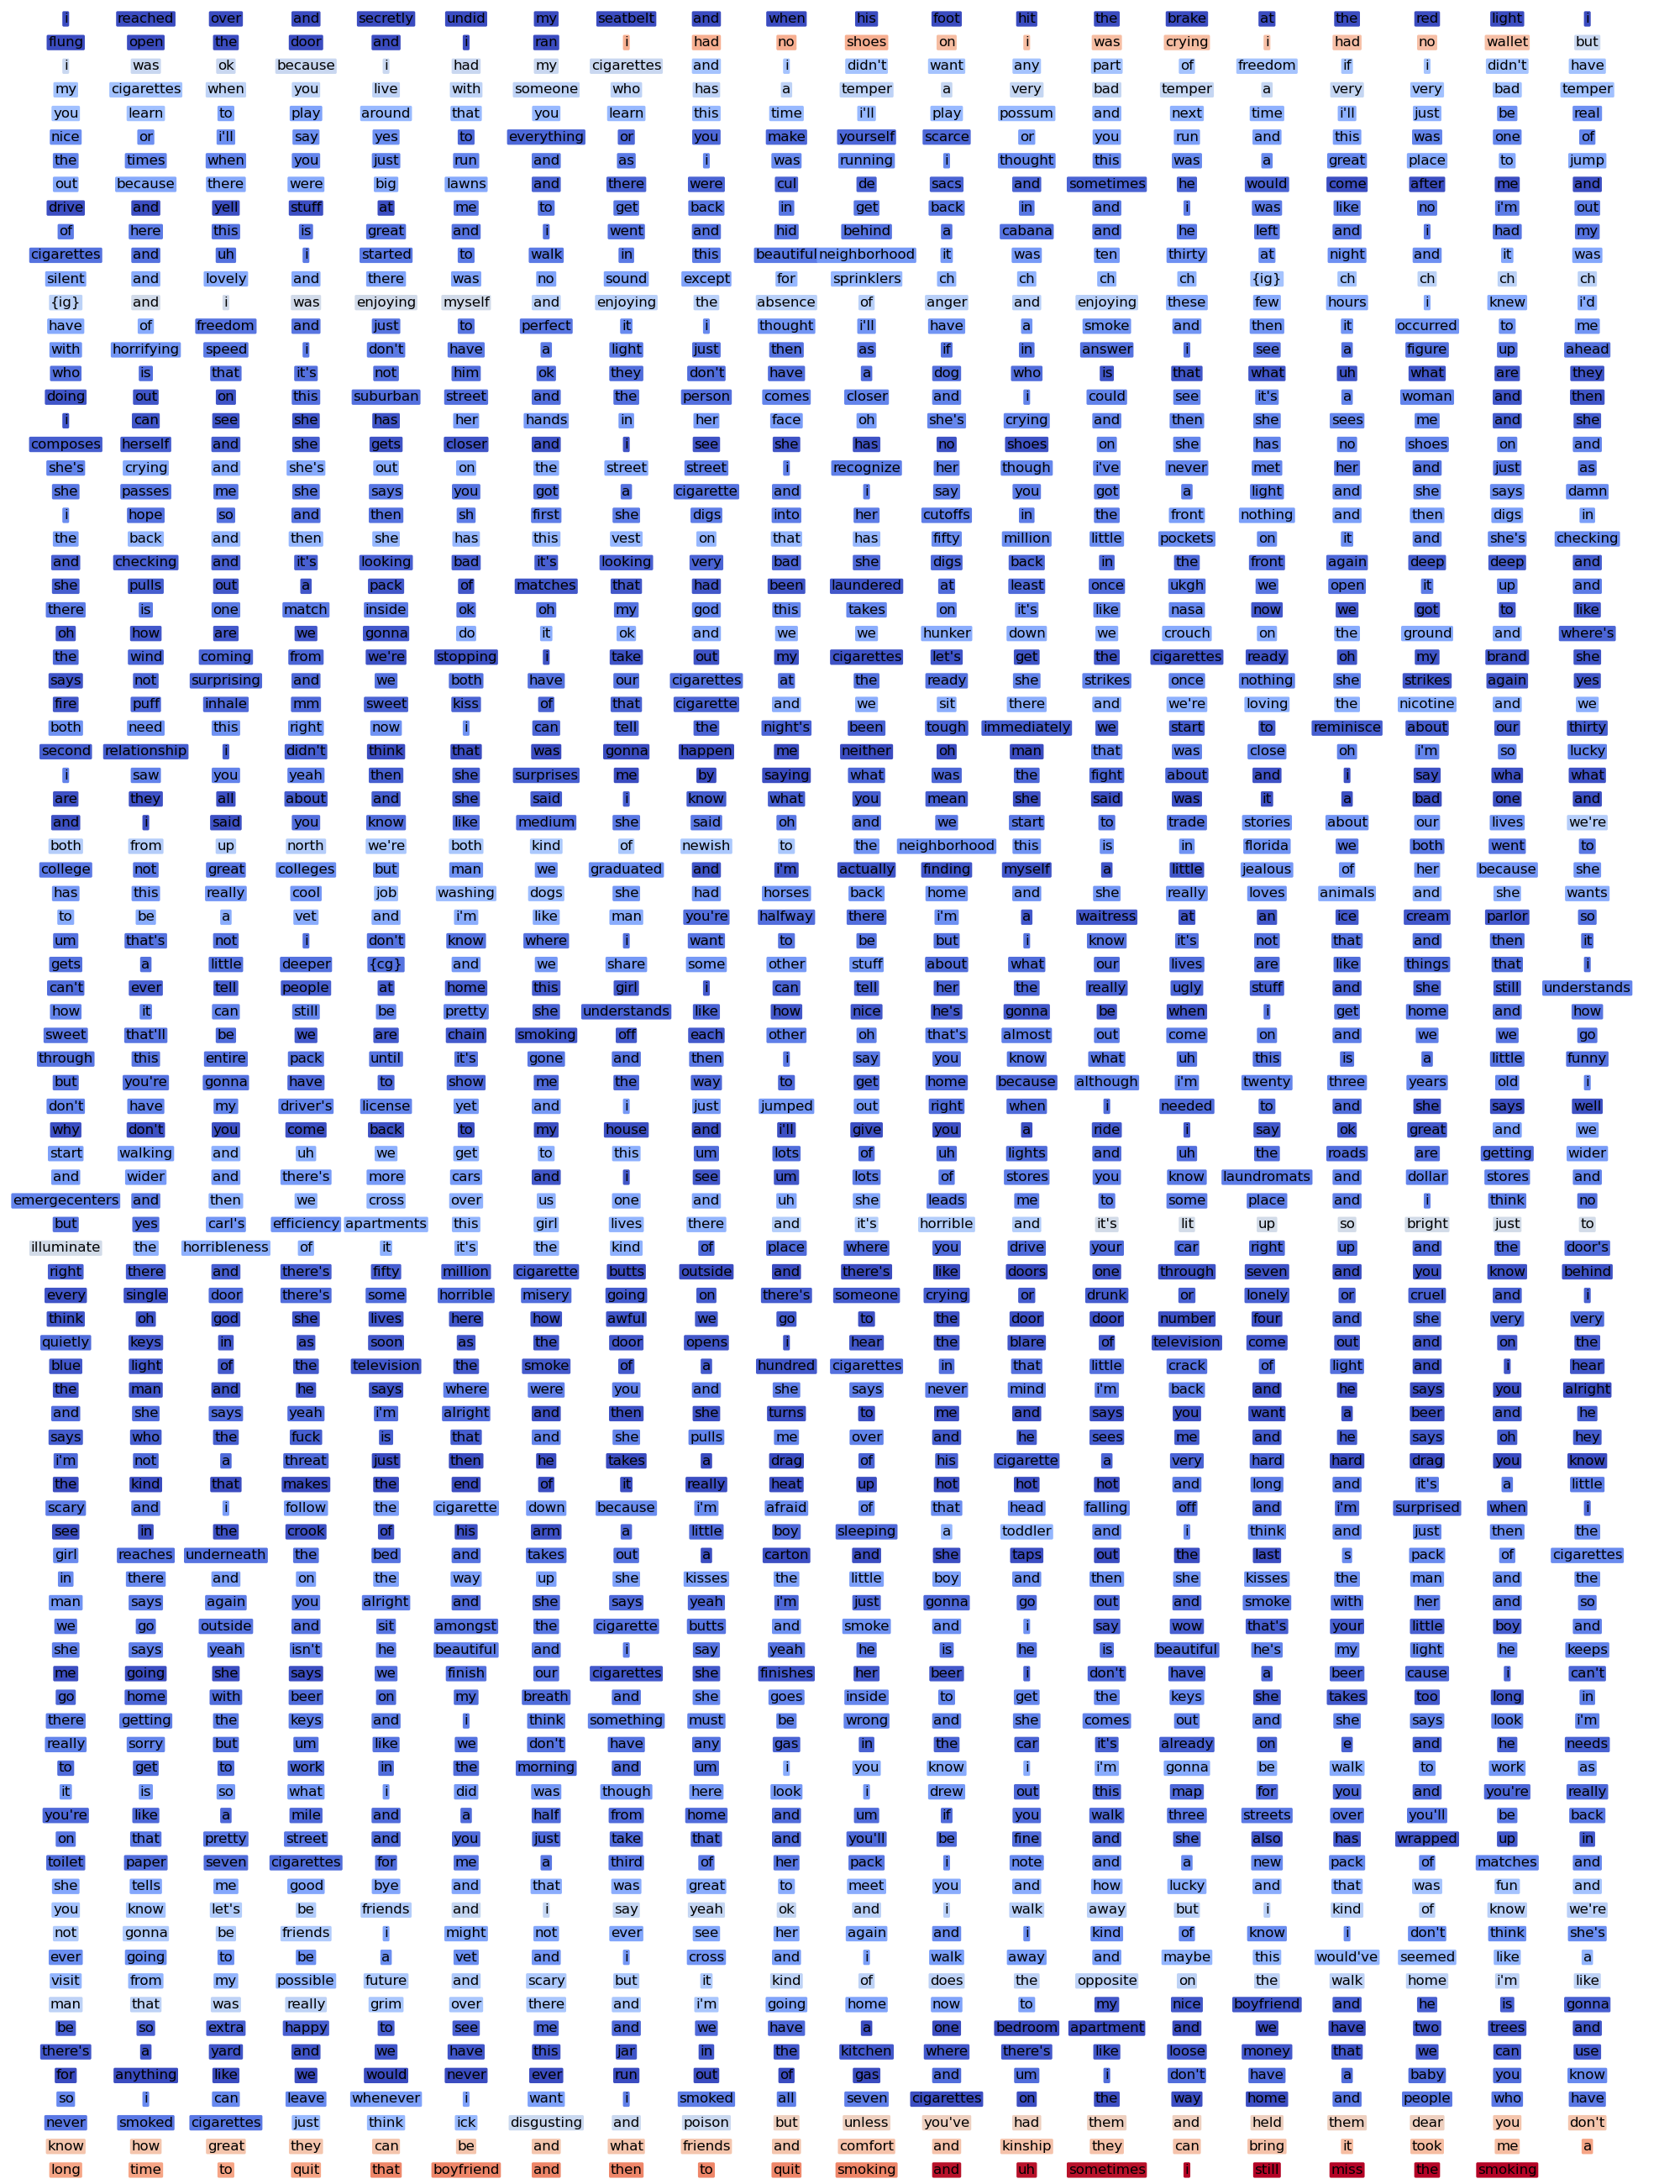 i reached over and secretly undid my seatbelt and when his foot hit the brake at the red light i
flung open the door and i ran i had no shoes on i was crying i had no wallet but
i was ok because i had my cigarettes and i didn't want any part of freedom if i didn't have
my cigarettes when you live with someone who has a temper a very bad temper a very very bad temper
you learn to play around that you learn this time i'll play possum and next time i'll just be real
nice or i'll say yes to everything or you make yourself scarce or you run and this was one of
the times when you just run and as i was running i thought this was a great place to jump
out because there were big lawns and there were cul de sacs and sometimes he would come after me and
drive and yell stuff at me to get back in get back in and i was like no i'm out
of here this is great and i went and hid behind a cabana and he left and i had my
cigarettes and uh i started to walk in this beautiful neighborhood it was ten thirty at night and it was
silent and lovely and there was no sound except for sprinklers ch ch ch {ig} ch ch ch ch
{ig} and i was enjoying myself and enjoying the absence of anger and enjoying these few hours i knew i'd
have of freedom and just to perfect it i thought i'll have a smoke and then it occurred to me
with horrifying speed i don't have a light just then as if in answer i see a figure up ahead
who is that it's not him ok they don't have a dog who is that what uh what are they
doing out on this suburban street and the person comes closer and i could see it's a woman and then
i can see she has her hands in her face oh she's crying and then she sees me and she
composes herself and she gets closer and i see she has no shoes on she has no shoes on and
she's crying and she's out on the street street i recognize her though i've never met her and just as
she passes me she says you got a cigarette and i say you got a light and she says damn
i hope so and then sh first she digs into her cutoffs in the front nothing and then digs in
the back and then she has this vest on that has fifty million little pockets on it and she's checking
and checking and it's looking bad it's looking very bad she digs back in the front again deep deep and
she pulls out a pack of matches that had been laundered at least once ukgh we open it up and
there is one match inside ok oh my god this takes on it's like nasa now we got to like
oh how are we gonna do it ok and we we hunker down we crouch on the ground and where's
the wind coming from we're stopping i take out my cigarettes let's get the cigarettes ready oh my brand she
says not surprising and we both have our cigarettes at the ready she strikes once nothing she strikes again yes
fire puff inhale mm sweet kiss of that cigarette and we sit there and we're loving the nicotine and we
both need this right now i can tell the night's been tough immediately we start to reminisce about our thirty
second relationship i didn't think that was gonna happen me neither oh man that was close oh i'm so lucky
i saw you yeah then she surprises me by saying what was the fight about and i say wha what
are they all about and she said i know what you mean she said was it a bad one and
and i said you know like medium she said oh and we start to trade stories about our lives we're
both from up north we're both kind of newish to the neighborhood this is in florida we both went to
college not great colleges but man we graduated and i'm actually finding myself a little jealous of her because she
has this really cool job washing dogs she had horses back home and she really loves animals and she wants
to be a vet and i'm like man you're halfway there i'm a waitress at an ice cream parlor so
um that's not i don't know where i want to be but i know it's not that and then it
gets a little deeper {cg} and we share some other stuff about what our lives are like things that i
can't ever tell people at home this girl i can tell her the really ugly stuff and she still understands
how it can still be pretty she understands like how nice he's gonna be when i get home and how
sweet that'll be we are chain smoking off each other oh that's almost out come on and we we go
through this entire pack until it's gone and then i say you know what uh this is a little funny
but you're gonna have to show me the way to get home because although i'm twenty three years old i
don't have my driver's license yet and i just jumped out right when i needed to and she says well
why don't you come back to my house and i'll give you a ride i say ok great and we
start walking and uh we get to this um lots of uh lights and uh the roads are getting wider
and wider and there's more cars and i see um lots of stores you know laundromats and dollar stores and
emergecenters and then we cross over us one and uh she leads me to some place and i think no
but yes carl's efficiency apartments this girl lives there and it's horrible and it's lit up so bright just to
illuminate the horribleness of it it's the kind of place where you drive your car right up and the door's
right there and there's fifty million cigarette butts outside and there's like doors one through seven and you know behind
every single door there's some horrible misery going on there's someone crying or drunk or lonely or cruel and i
think oh god she lives here how awful we go to the door door number four and she very very
quietly keys in as soon as the door opens i hear the blare of television come out and on the
blue light of the television the smoke of a hundred cigarettes in that little crack of light and i hear
the man and he says where were you and she says never mind i'm back and he says you alright
and she says yeah i'm alright and then she turns to me and says you want a beer and he
says who the fuck is that and she pulls me over and he sees me and he says oh hey
i'm not a threat just then he takes a drag of his cigarette a very hard hard drag you know
the kind that makes the end of it really heat up hot hot hot and long and it's a little
scary and i follow the cigarette down because i'm afraid of that head falling off and i'm surprised when i
see in the crook of his arm a little boy sleeping a toddler and i think and just then the
girl reaches underneath the bed and takes out a carton and she taps out the last s pack of cigarettes
in there and on the way up she kisses the little boy and then she kisses the man and the
man says again you alright and she says yeah i'm just gonna go out and smoke with her and so
we go outside and sit amongst the cigarette butts and smoke and i say wow that's your little boy and
she says yeah isn't he beautiful and i say yeah he is he is beautiful he's my light he keeps
me going she says we finish our cigarettes she finishes her beer i don't have a beer cause i can't
go home with beer on my breath and she goes inside to get the keys she takes too long in
there getting the keys and i think something must be wrong and she comes out and she says look i'm
really sorry but um like we don't have any gas in the car it's already on e and he needs
to get to work in the morning and um i you know i i'm gonna be walk to work as
it is so what i did was though here look i drew out this map for you and you're really
you're like a mile and a half from home and um if you walk three streets over you'll be back
on that pretty street and you just take that and you'll be fine and she also has wrapped up in
toilet paper seven cigarettes for me a third of her pack i note and a new pack of matches and
she tells me good bye and that was great to meet you and how lucky and that was fun and
you know let's be friends and i say yeah ok and i walk away but i kind of know we're
not gonna be friends i might not ever see her again and i kind of know i don't think she's
ever going to be a vet and i cross and i walk away and maybe this would've seemed like a
visit from my possible future and scary but it kind of does the opposite on the walk home i'm like
man that was really grim over there and i'm going home now to my nice boyfriend and he is gonna
be so extra happy to see me and we have a one bedroom apartment and we have two trees and
there's a yard and we have this jar in the kitchen where there's like loose money that we can use
for anything like we would never ever run out of gas and um i don't have a baby you know
so i can leave whenever i want i smoked all seven cigarettes on the way home and people who have
never smoked cigarettes just think ick disgusting and poison but unless you've had them and held them dear you don't
know how great they can be and what friends and comfort and kinship they can bring it took me a
long time to quit that boyfriend and then to quit smoking and uh sometimes i still miss the smoking